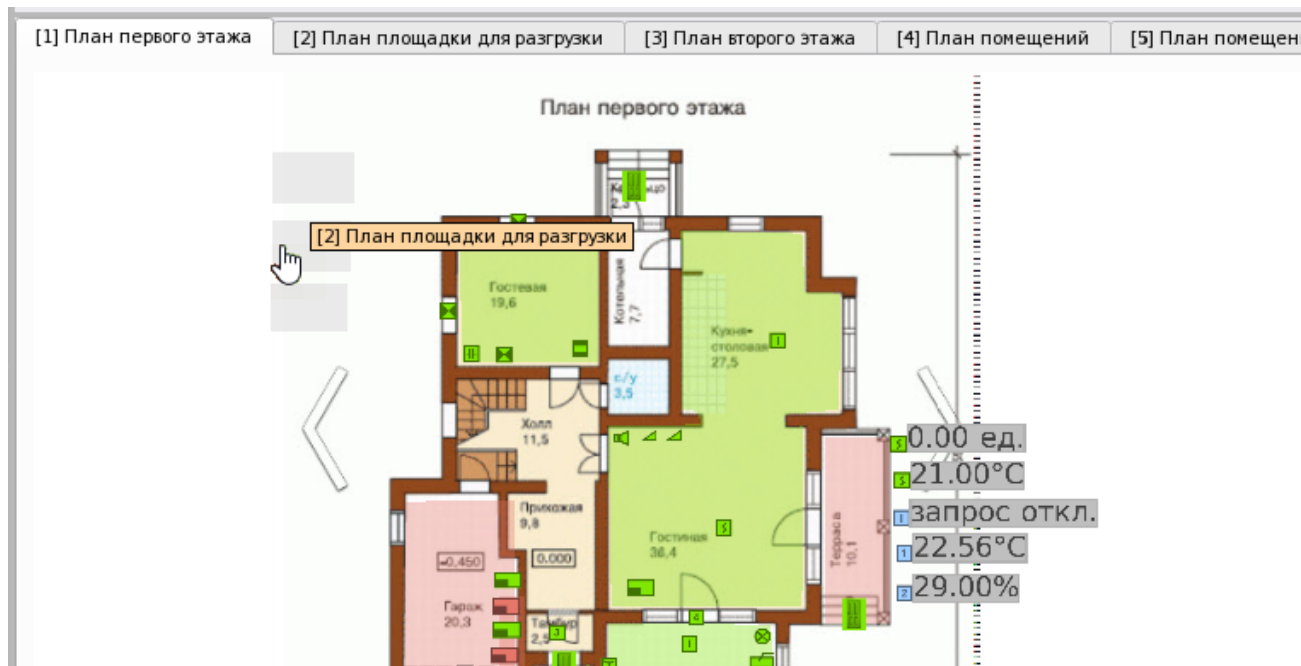 [1] План первого этажа
[2] План площадки для разгрузки
[3] План второго этажа
[4] План помещений
[5] План помещен
План первого этажа
2,3
[2] План площадки для разгрузки
Гостевая
19,6
Котельная
7,7
Кухня-
столовая
27,5
с/у
3,5
Холл
11,5
0.00 ед.
21.00°C
запрос откл.
22.56°C
29.00%
Прихожая
9,8
Гостиная
36,4
Терраса
10,1
-0,450
0.000
Гараж
20,3